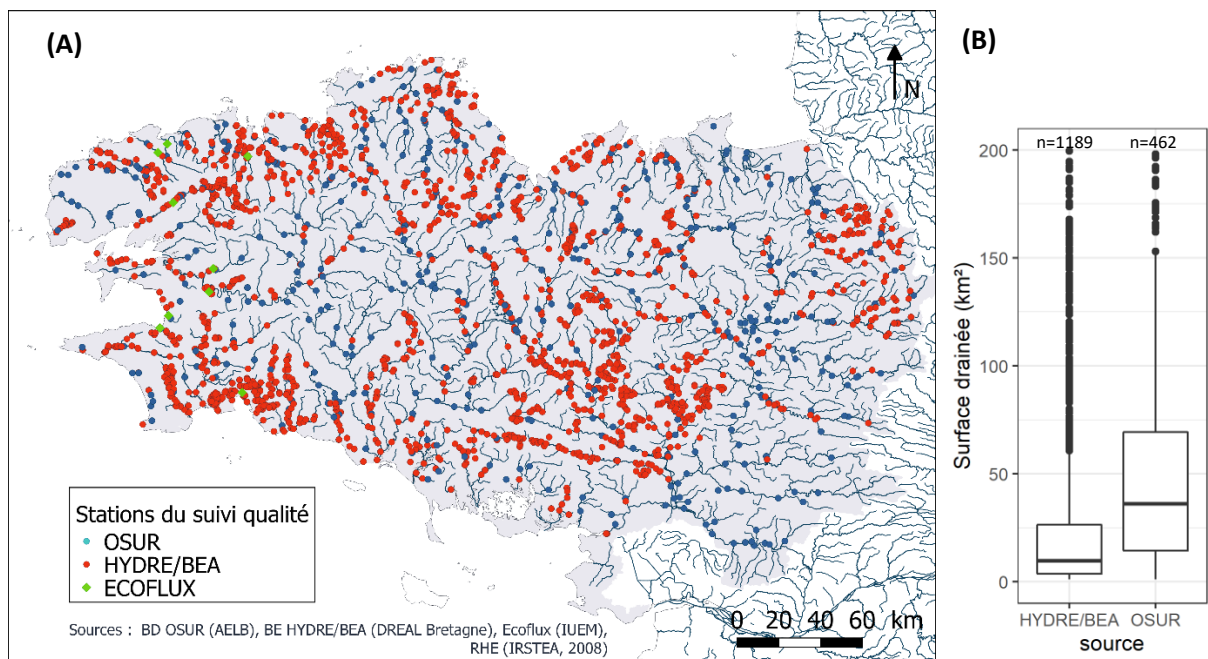 (A)
N
Stations du suivi qualité
OSUR
HYDRE/BEA
ECOFLUX
0 20 40 60 km
Sources : BD OSUR (AELB), BE HYDRE/BEA (DREAL Bretagne), Ecoflux (IUEM),
RHE (IRSTEA, 2008)
(B)
n=1189 n=462
Surface drainée (km²)
200
150
100
50
0
HYDRE/BEA OSUR
source